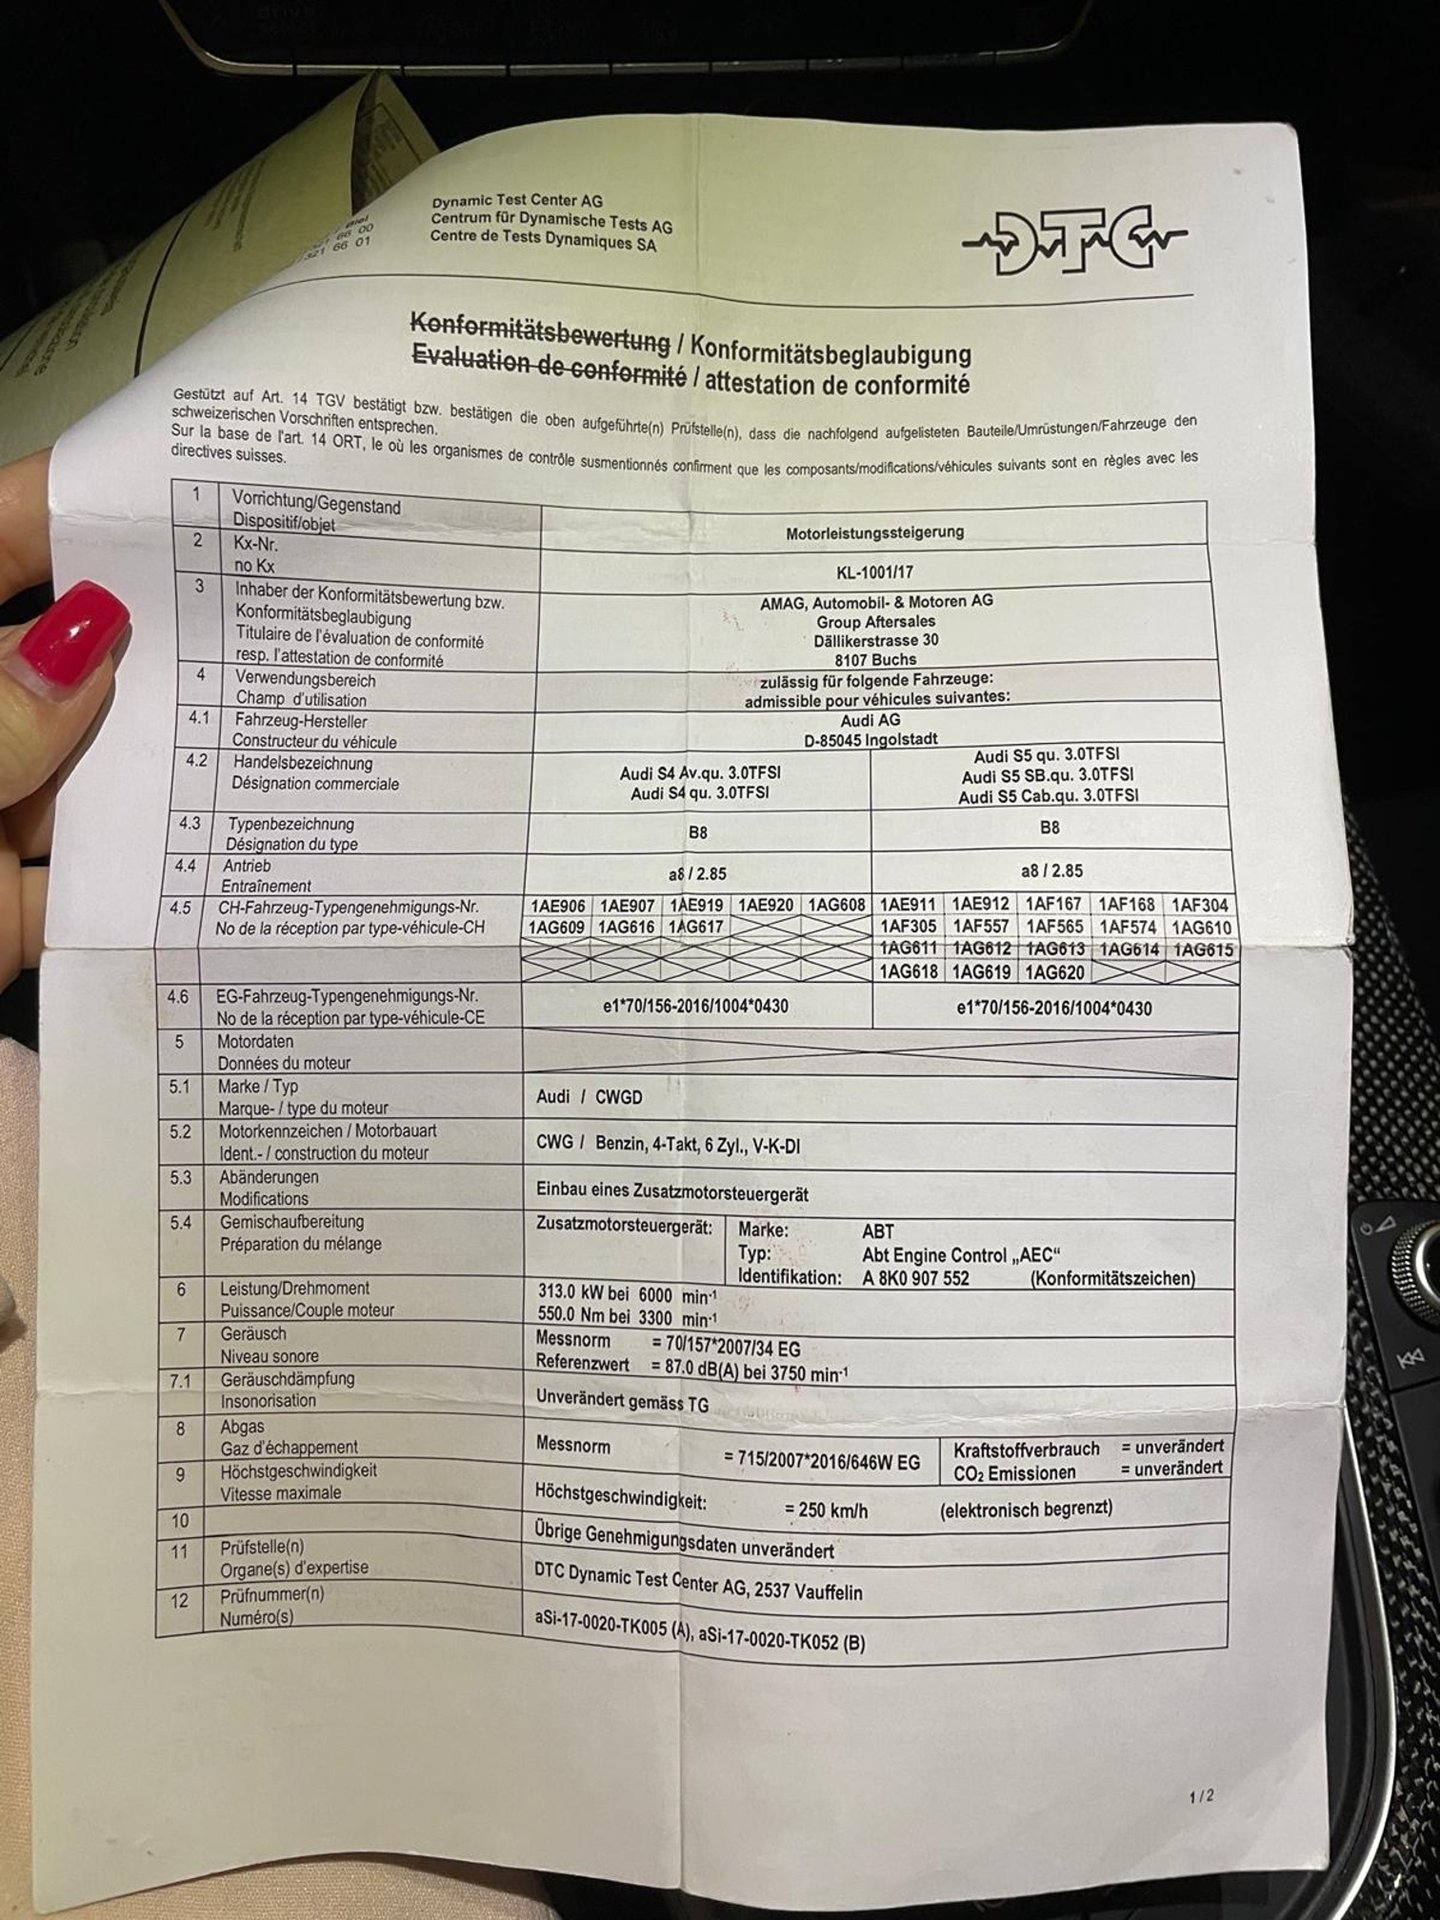 Dynamic Test Center AG
Centrum für Dynamische Tests AG
Centre de Tests Dynamiques SA
Biel
66 00
321 66 01
DTC
Konformitätsbewertung / Konformitätsbeglaubigung
Evaluation de conformité / attestation de conformité
Gestützt auf Art. 14 TGV bestätigt bzw. bestätigen die oben aufgeführte(n) Prüfstelle(n), dass die nachfolgend aufgelisteten Bauteile/Umrüstungen/Fahrzeuge den
schweizerischen Vorschriften entsprechen.
Sur la base de l'art. 14 ORT, le où les organismes de contrôle susmentionnés confirment que les composants/modifications/véhicules suivants sont en règles avec les
directives suisses.
1 Vorrichtung/Gegenstand
Dispositif/objet
Motorleistungssteigerung
2 Kx-Nr.
no Kx
KL-1001/17
3 Inhaber der Konformitätsbewertung bzw.
Konformitätsbeglaubigung
Titulaire de l'évaluation de conformité
resp. l'attestation de conformité
AMAG, Automobil- & Motoren AG
Group Aftersales
Dällikerstrasse 30
8107 Buchs
4 Verwendungsbereich
Champ d'utilisation
zulässig für folgende Fahrzeuge:
admissible pour véhicules suivantes:
4.1 Fahrzeug-Hersteller
Constructeur du véhicule
Audi AG
D-85045 Ingolstadt
4.2 Handelsbezeichnung
Désignation commerciale
Audi S4 Av.qu. 3.0TFSI
Audi S4 qu. 3.0TFSI
Audi S5 qu. 3.0TFSI
Audi S5 SB.qu. 3.0TFSI
Audi S5 Cab.qu. 3.0TFSI
4.3 Typenbezeichnung
Désignation du type
B8 B8
4.4 Antrieb
Entraînement
a8 / 2.85 a8 / 2.85
4.5 CH-Fahrzeug-Typengenehmigungs-Nr.
No de la réception par type-véhicule-CH
1AE906 1AE907 1AE919 1AE920 1AG608 1AE911 1AE912 1AF167 1AF168 1AF304
1AG609 1AG616 1AG617 1AF305 1AF557 1AF565 1AF574 1AG610
1AG611 1AG612 1AG613 1AG614 1AG615
1AG618 1AG619 1AG620
4.6 EG-Fahrzeug-Typengenehmigungs-Nr.
No de la réception par type-véhicule-CE
e1*70/156-2016/1004*0430 e1*70/156-2016/1004*0430
5 Motordaten
Données du moteur
5.1 Marke / Typ
Marque- / type du moteur
Audi / CWGD
5.2 Motorkennzeichen / Motorbauart
Ident.- / construction du moteur
CWG / Benzin, 4-Takt, 6 Zyl., V-K-DI
5.3 Abänderungen
Modifications
Einbau eines Zusatzmotorsteuergerät
5.4 Gemischaufbereitung
Préparation du mélange
Zusatzmotorsteuergerät: Marke: ABT
Typ: Abt Engine Control „AEC“
Identifikation: A 8K0 907 552 (Konformitätszeichen)
6 Leistung/Drehmoment
Puissance/Couple moteur
313.0 kW bei 6000 min-1
550.0 Nm bei 3300 min-1
7 Geräusch
Niveau sonore
Messnorm = 70/157*2007/34 EG
Referenzwert = 87.0 dB(A) bei 3750 min-1
7.1 Geräuschdämpfung
Insonorisation
Unverändert gemäss TG
8 Abgas
Gaz d'échappement
Messnorm = 715/2007*2016/646W EG
Kraftstoffverbrauch = unverändert
CO2 Emissionen = unverändert
9 Höchstgeschwindigkeit
Vitesse maximale
Höchstgeschwindigkeit: = 250 km/h (elektronisch begrenzt)
10 Übrige Genehmigungsdaten unverändert
11 Prüfstelle(n)
Organe(s) d'expertise
DTC Dynamic Test Center AG, 2537 Vauffelin
12 Prüfnummer(n)
Numéro(s)
aSi-17-0020-TK005 (A), aSi-17-0020-TK052 (B)
1 / 2